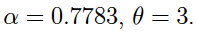 α = 0.7783, θ = 3.